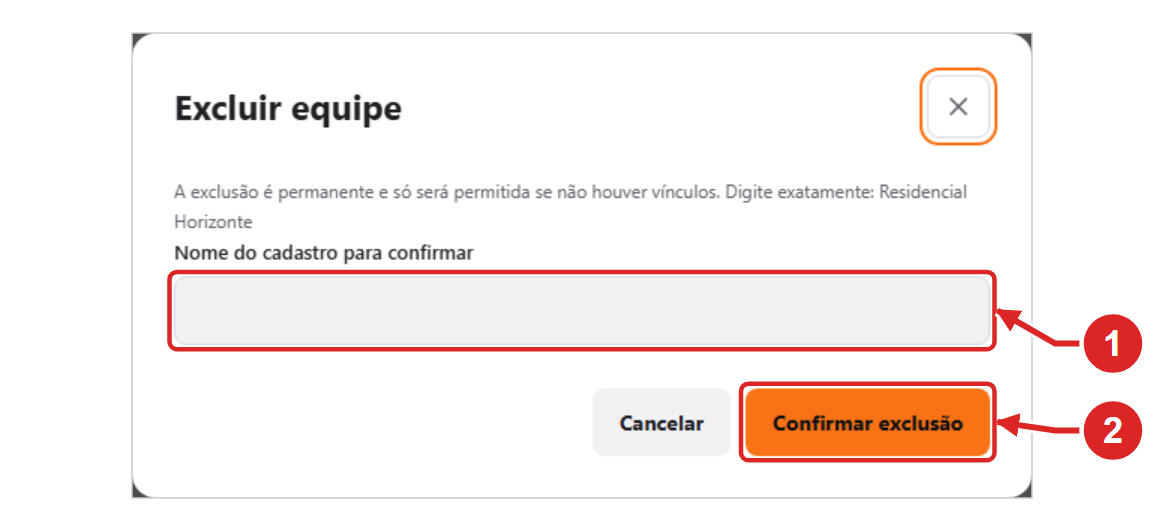 Excluir equipe
A exclusão é permanente e só será permitida se não houver vínculos. Digite exatamente: Residencial
Horizonte
Nome do cadastro para confirmar
1
Cancelar
Confirmar exclusão
2